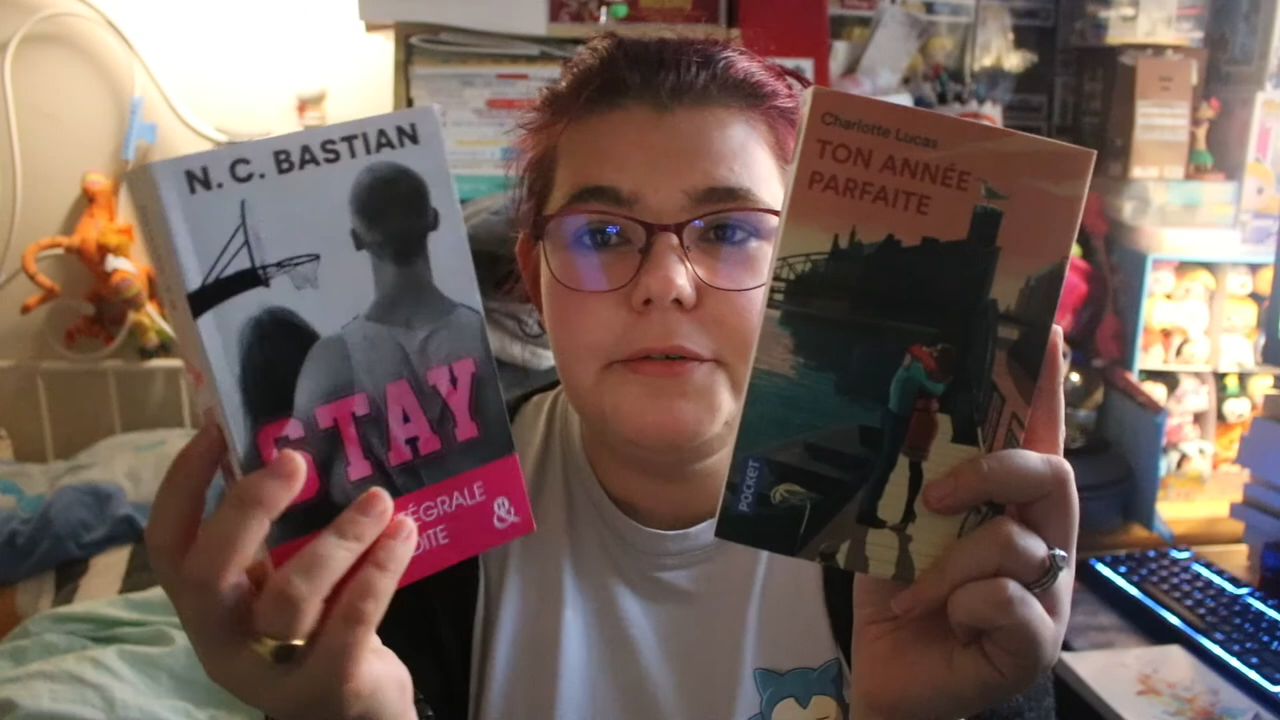 N. C. BASTIAN
STAY
ÉGRALE
DITE
&
Charlotte Lucas
TON ANNÉE
PARFAITE
POCKET